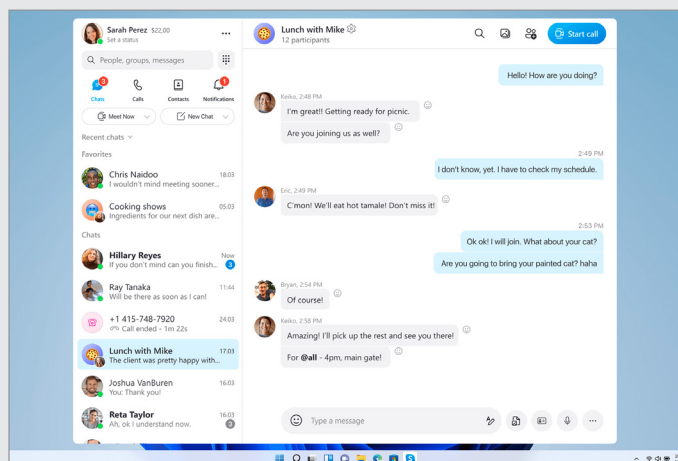 Sarah Perez $22.00
Set a status
People, groups, messages
3
1
Chats
Calls
Contacts
Notifications
Meet Now
New Chat
Recent chats
Favorites
Chris Naidoo 18.03
I wouldn't mind meeting sooner...
Cooking shows 05.03
Ingredients for our next dish are...
Chats
Hillary Reyes Now
If you don't mind can you finish... 3
Ray Tanaka 11:44
Will be there as soon as I can!
+1 415-748-7920 24.03
Call ended - 1m 22s
Lunch with Mike 17.03
The client was pretty happy with...
Joshua VanBuren 16.03
You: Thank you!
Reta Taylor 16.03
Ah, ok I understand now. 3
Lunch with Mike
12 participants
Start call
Hello! How are you doing?
Keiko, 2:48 PM
I'm great!! Getting ready for picnic.
Are you joining us as well?
2:49 PM
I don't know, yet. I have to check my schedule.
Eric, 2:49 PM
C'mon! We'll eat hot tamale! Don't miss it!
2:53 PM
Ok ok! I will join. What about your cat?
Are you going to bring your painted cat? haha
Bryan, 2:54 PM
Of course!
Keiko, 2:58 PM
Amazing! I'll pick up the rest and see you there!
For @all - 4pm, main gate!
Type a message